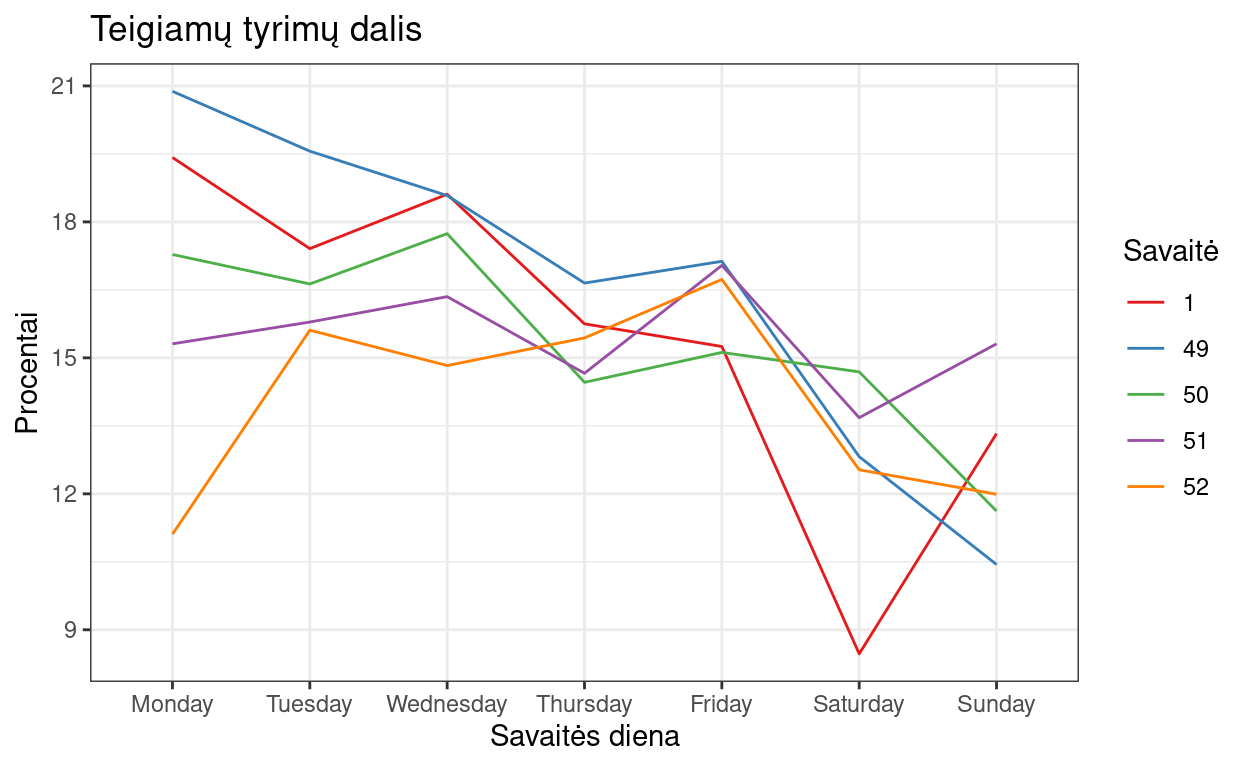 Teigiamų tyrimų dalis
Procentai
21
18
15
12
9
Monday Tuesday Wednesday Thursday Friday Saturday Sunday
Savaitės diena
Savaitė
1
49
50
51
52